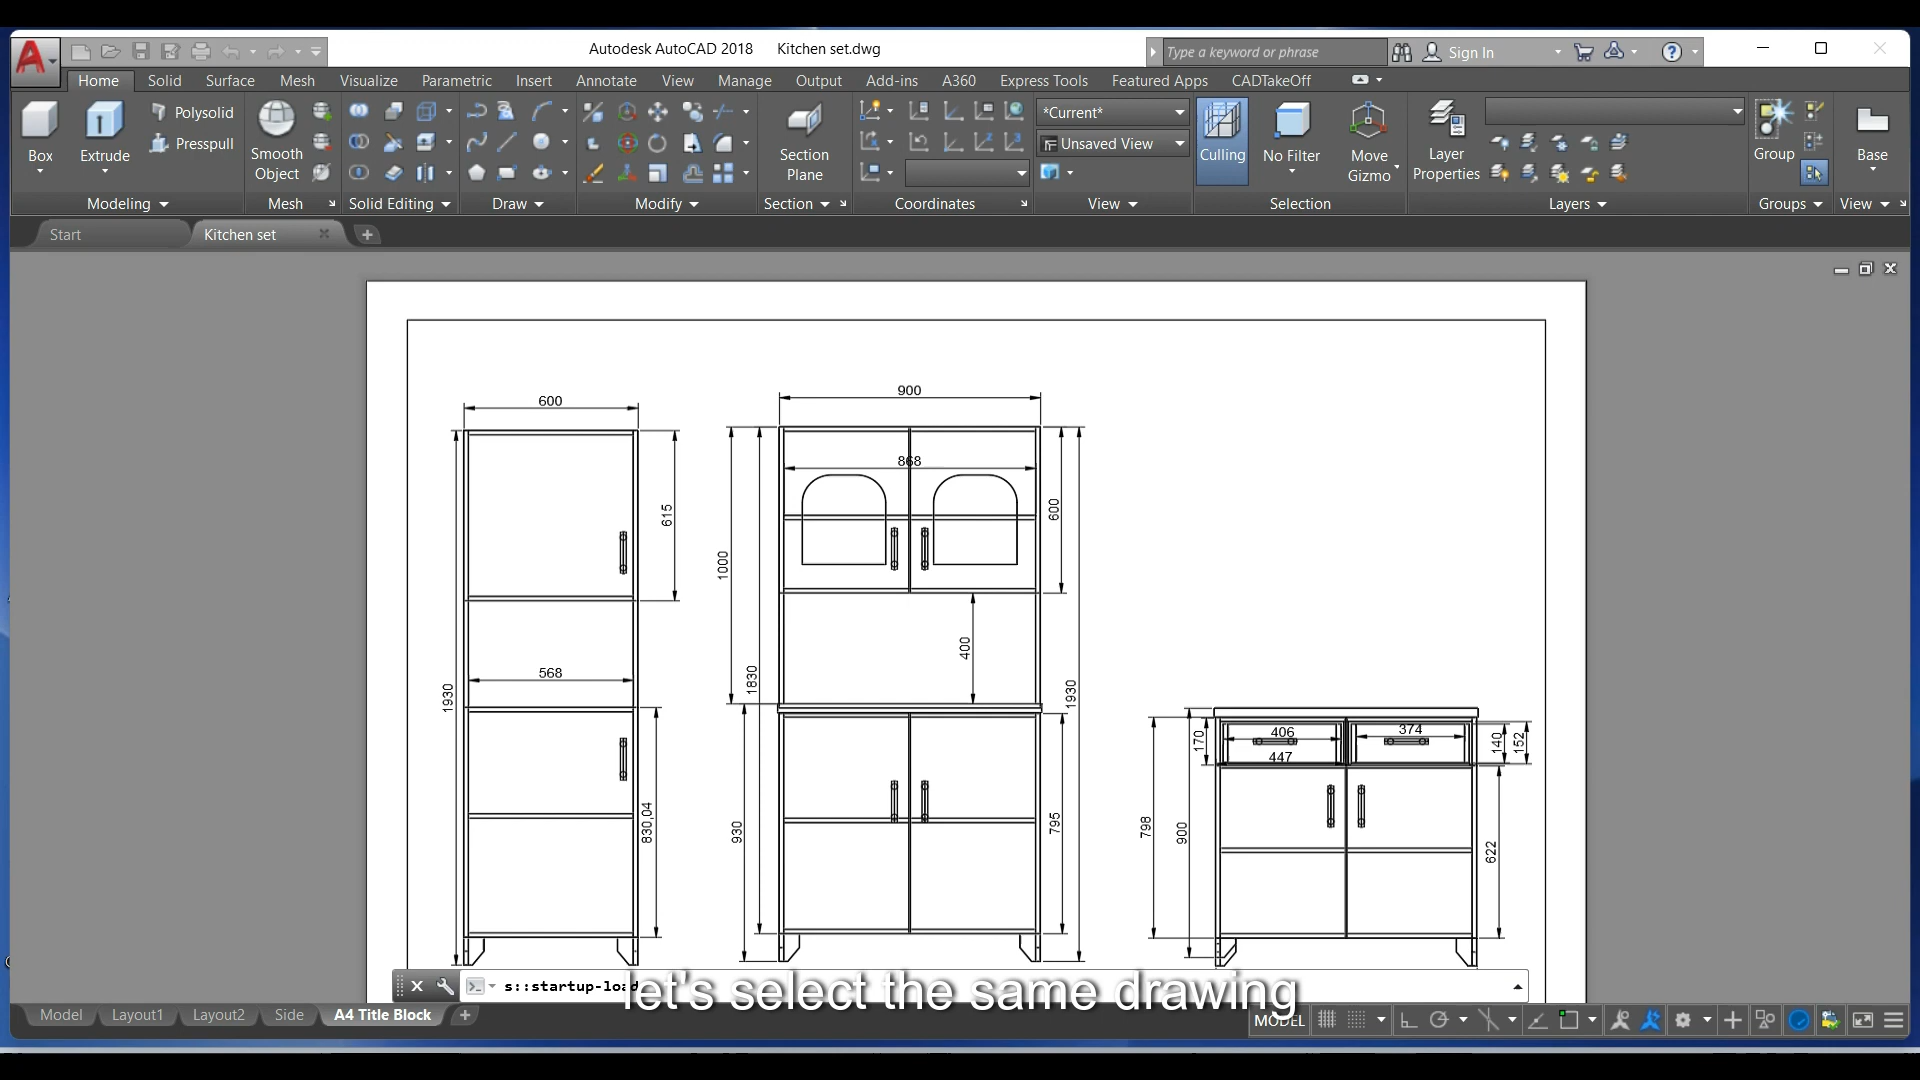 Autodesk AutoCAD 2018 Kitchen set.dwg
Type a keyword or phrase
Sign In
Home Solid Surface Mesh Visualize Parametric Insert Annotate View Manage Output Add-ins A360 Express Tools Featured Apps CADTakeOff
Box
Extrude
Polysolid
Presspull
Smooth
Object
Section
Plane
*Current*
Unsaved View
Culling
No Filter
Move
Gizmo
Layer
Properties
Group
Base
Modeling Mesh Solid Editing Draw Modify Section Coordinates View Selection Layers Groups View
Start Kitchen set
600
615
568
1930
830,04
900
868
600
1000
400
1830
1930
930
795
406
374
447
170
140
152
798
900
622
s::startup-load
let's select the same drawing
Model Layout1 Layout2 Side A4 Title Block
MODEL